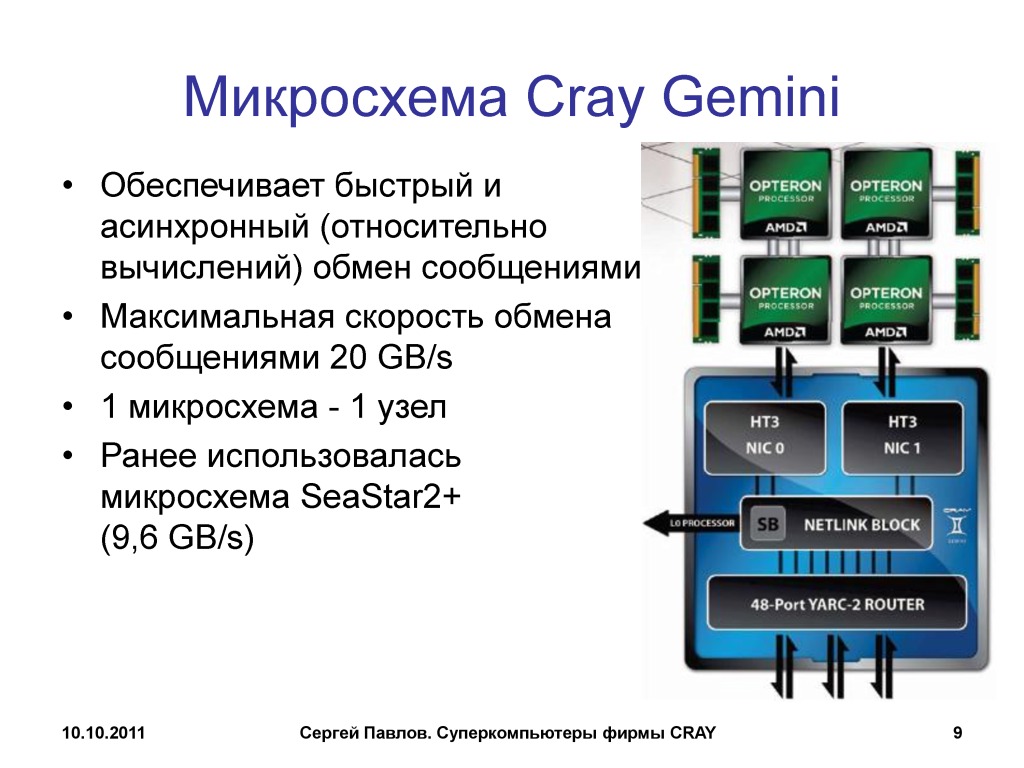 Микросхема Cray Gemini
• Обеспечивает быстрый и
асинхронный (относительно
вычислений) обмен сообщениями
• Максимальная скорость обмена
сообщениями 20 GB/s
• 1 микросхема - 1 узел
• Ранее использовалась
микросхема SeaStar2+
(9,6 GB/s)
OPTERON
PROCESSOR
AMD
OPTERON
PROCESSOR
AMD
OPTERON
PROCESSOR
AMD
OPTERON
PROCESSOR
AMD
HT3
NIC 0
HT3
NIC 1
L0 PROCESSOR
SB
NETLINK BLOCK
CRAY
GEMINI
48-Port YARC-2 ROUTER
10.10.2011
Сергей Павлов. Суперкомпьютеры фирмы CRAY
9